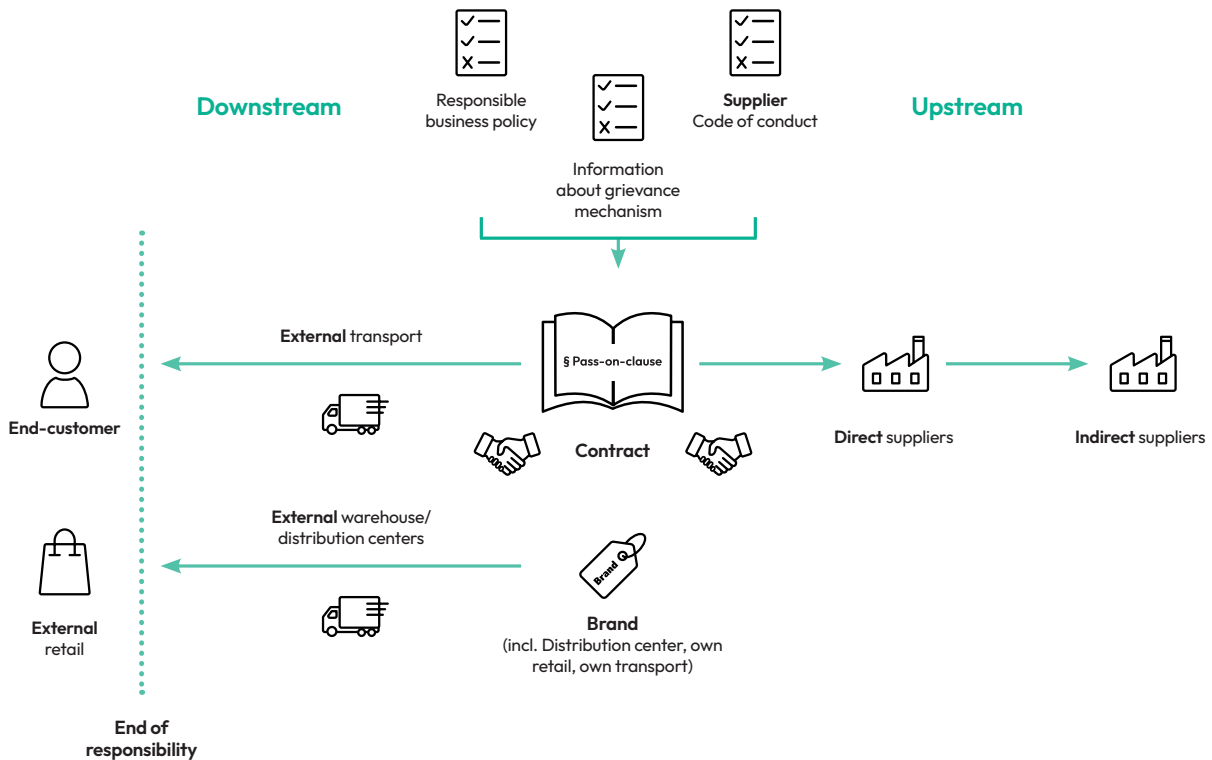 Downstream
Responsible
business policy
Supplier
Code of conduct
Upstream
Information
about grievance
mechanism
External transport
§ Pass-on-clause
End-customer
Contract
Direct suppliers
Indirect suppliers
External warehouse/
distribution centers
Brand
External
retail
Brand
(incl. Distribution center, own
retail, own transport)
End of
responsibility